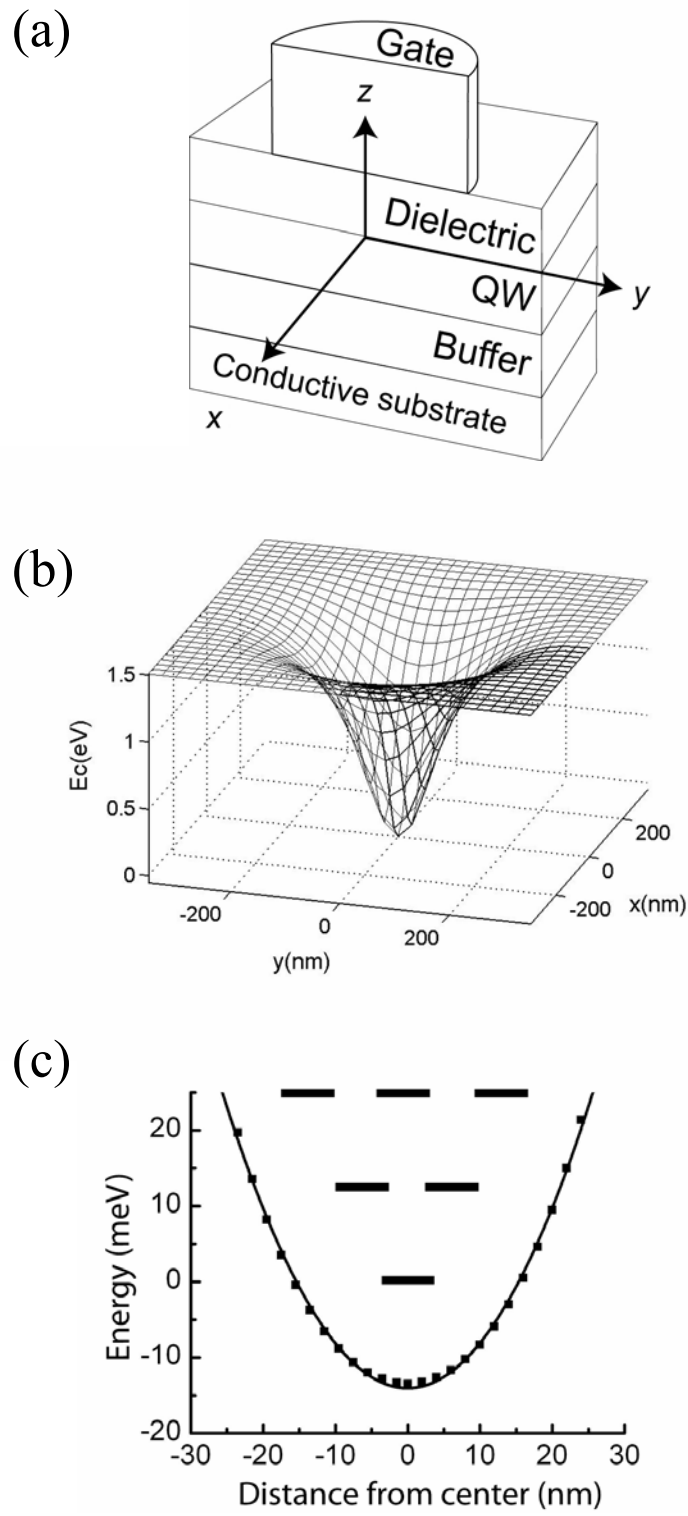 (a)
Gate
z
Dielectric
QW
y
Buffer
Conductive substrate
x
(b)
1.5
1
0.5
0
Ec(eV)
-200
0
200
y(nm)
200
0
-200
x(nm)
(c)
20
10
0
-10
-20
Energy (meV)
-30 -20 -10 0 10 20 30
Distance from center (nm)